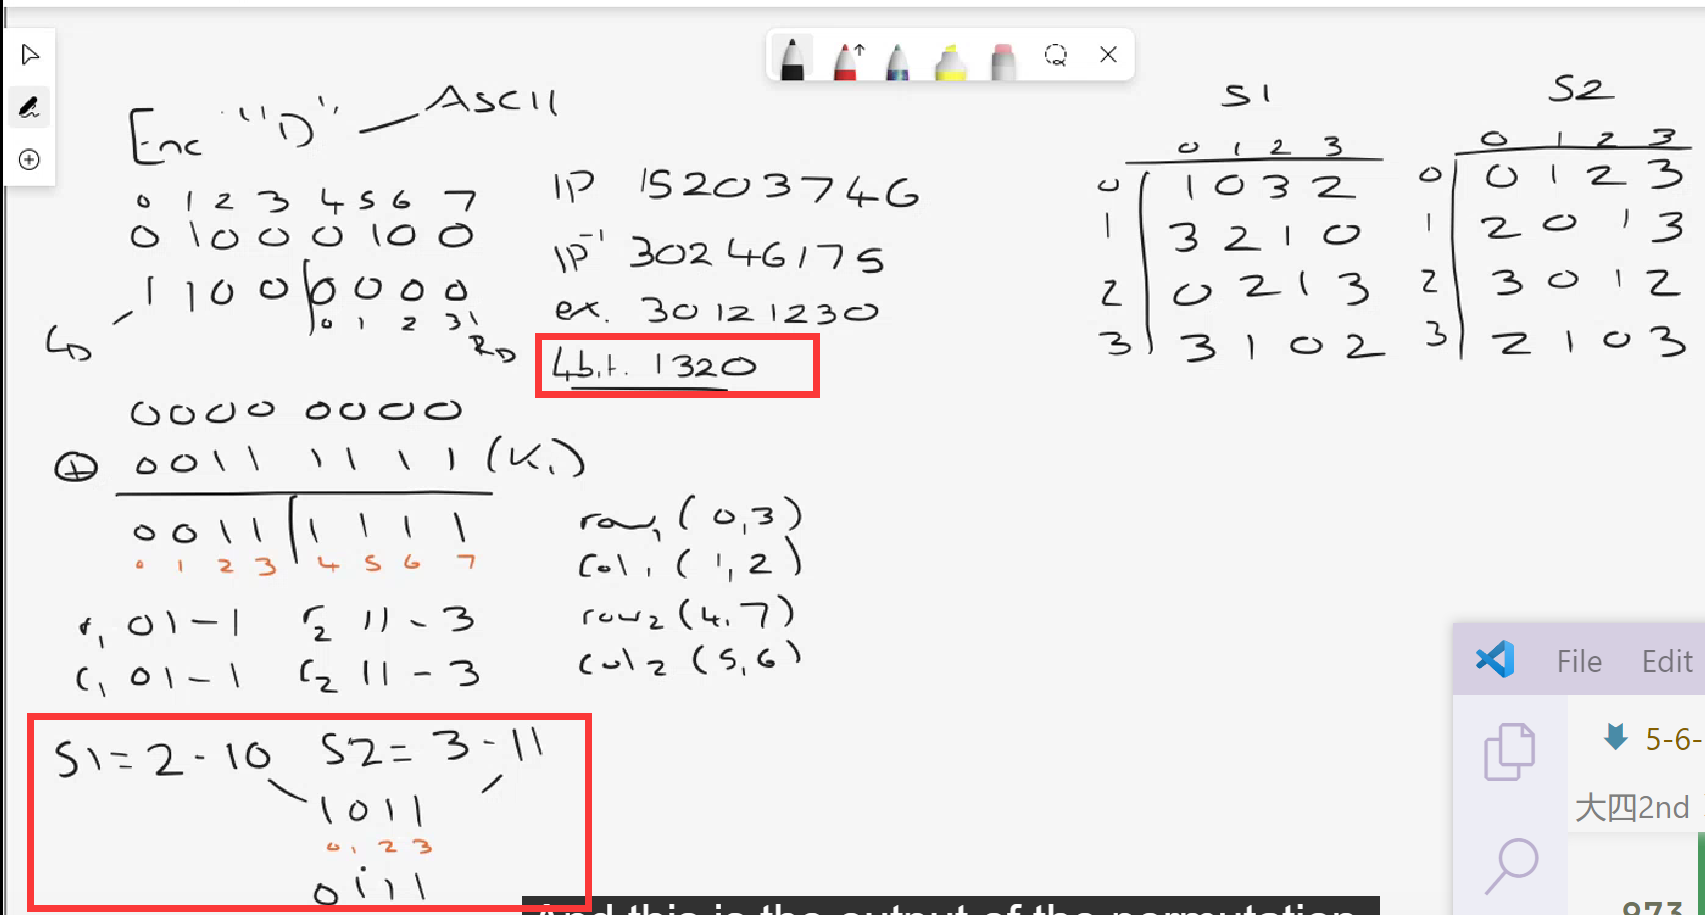 Enc "D" ASCII
0 1 2 3 4 5 6 7
0 1 0 0 0 1 0 0
1 1 0 0 0 0 0 0
0 1 2 3
LD
RD
0000 0000
⊕ 0011 1111 (K1)
0011 1111
0 1 2 3 4 5 6 7
r1 01-1 r2 11-3
c1 01-1 c2 11-3
S1=2-10 S2=3-11
1011
0 1 2 3
0111
IP 15203746
IP-1 30246175
ex. 30121230
4bit. 1320
row1 (0,3)
col1 (1,2)
row2 (4,7)
col2 (5,6)
S1
0 1 2 3
0 1 0 3 2
1 3 2 1 0
2 0 2 1 3
3 3 1 0 2
S2
0 1 2 3
0 0 1 2 3
1 2 0 1 3
2 3 0 1 2
3 2 1 0 3
File Edit
5-6-
大四2nd
973
And this is the output of the permutation